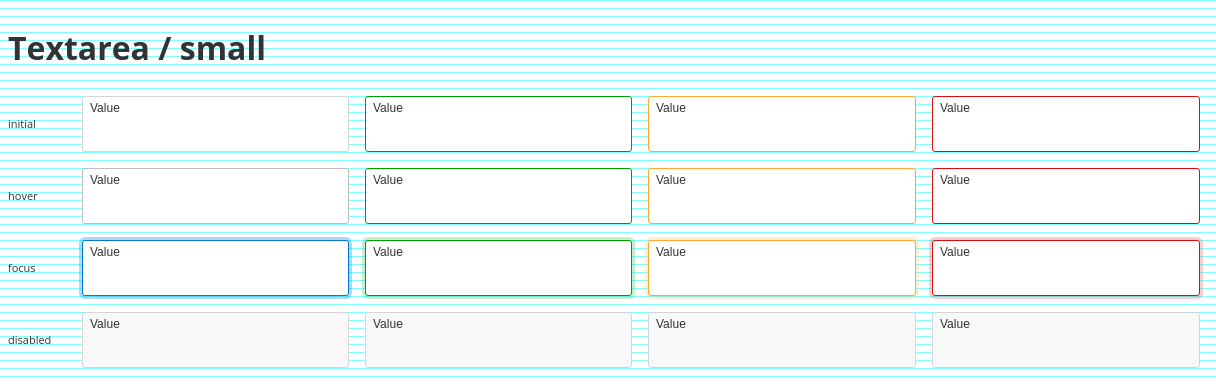 Textarea / small
initial Value Value Value Value
hover Value Value Value Value
focus Value Value Value Value
disabled Value Value Value Value